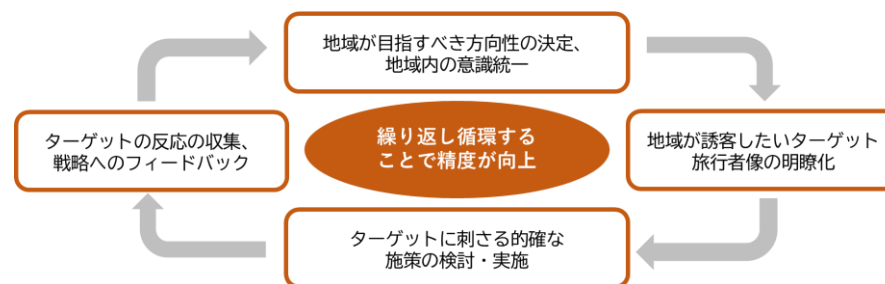 地域が目指すべき方向性の決定、
地域内の意識統一
地域が誘客したいターゲット
旅行者像の明瞭化
ターゲットに刺さる的確な
施策の検討・実施
ターゲットの反応の収集、
戦略へのフィードバック
繰り返し循環する
ことで精度が向上